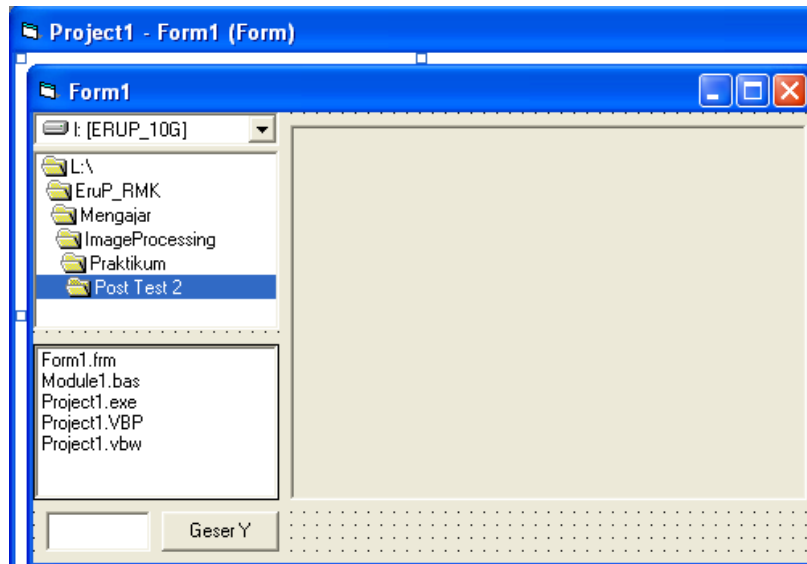 Project1 - Form1 (Form)
Form1
I: [ERUP_10G]
L:\
EruP_RMK
Mengajar
ImageProcessing
Praktikum
Post Test 2
Form1.frm
Module1.bas
Project1.exe
Project1.VBP
Project1.vbw
Geser Y